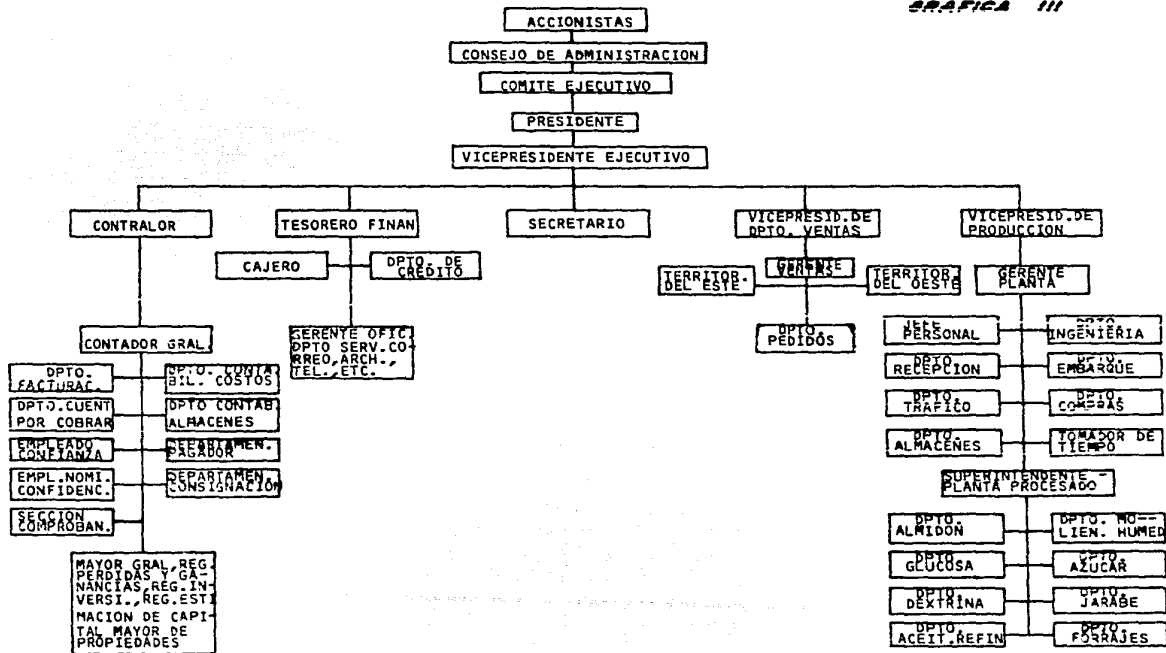 GRAFICA III
ACCIONISTAS
CONSEJO DE ADMINISTRACION
COMITE EJECUTIVO
PRESIDENTE
VICEPRESIDENTE EJECUTIVO
CONTRALOR
TESORERO FINAN
SECRETARIO
VICEPRESID.DE
DPTO. VENTAS
VICEPRESID.DE
PRODUCCION
CAJERO
DPTO. DE
CREDITO
GERENTE
VENTAS
TERRITOR.
DEL ESTE
TERRITOR.
DEL OESTE
GERENTE
PLANTA
CONTADOR GRAL.
GERENTE OFIC.
DPTO SERV.CO-
RREO,ARCH.,
TEL.,ETC.
DPTO.
PEDIDOS
JEFE
PERSONAL
DPTO.
INGENIERIA
DPTO.
FACTURAC.
DPTO. CONTA
BIL. COSTOS
DPTO.
RECEPCION
DPTO.
EMBARQUE
DPTO.CUENT
POR COBRAR
DPTO CONTAB
ALMACENES
DPTO.
TRAFICO
DPTO.
COMPRAS
EMPLEADO
CONFIANZA
DEPARTAMEN.
PAGADOR
DPTO.
ALMACENES
TOMADOR DE
TIEMPO
EMPL.NOMI.
CONFIDENC.
DEPARTAMEN.
CONSIGNACION
SUPERINTENDENTE -
PLANTA PROCESADO
SECCION
COMPROBAN.
DPTO.
ALMIDON
DPTO. MO--
LIEN. HUMED
MAYOR GRAL,REG.
PERDIDAS Y GA-
NANCIAS,REG.IN-
VERSI.,REG.ESTI
MACION DE CAPI-
TAL MAYOR DE
PROPIEDADES
DPTO.
GLUCOSA
DPTO.
AZUCAR
DPTO.
DEXTRINA
DPTO.
JARABE
DPTO.
ACEIT.REFIN
DPTO.
FORRAJES